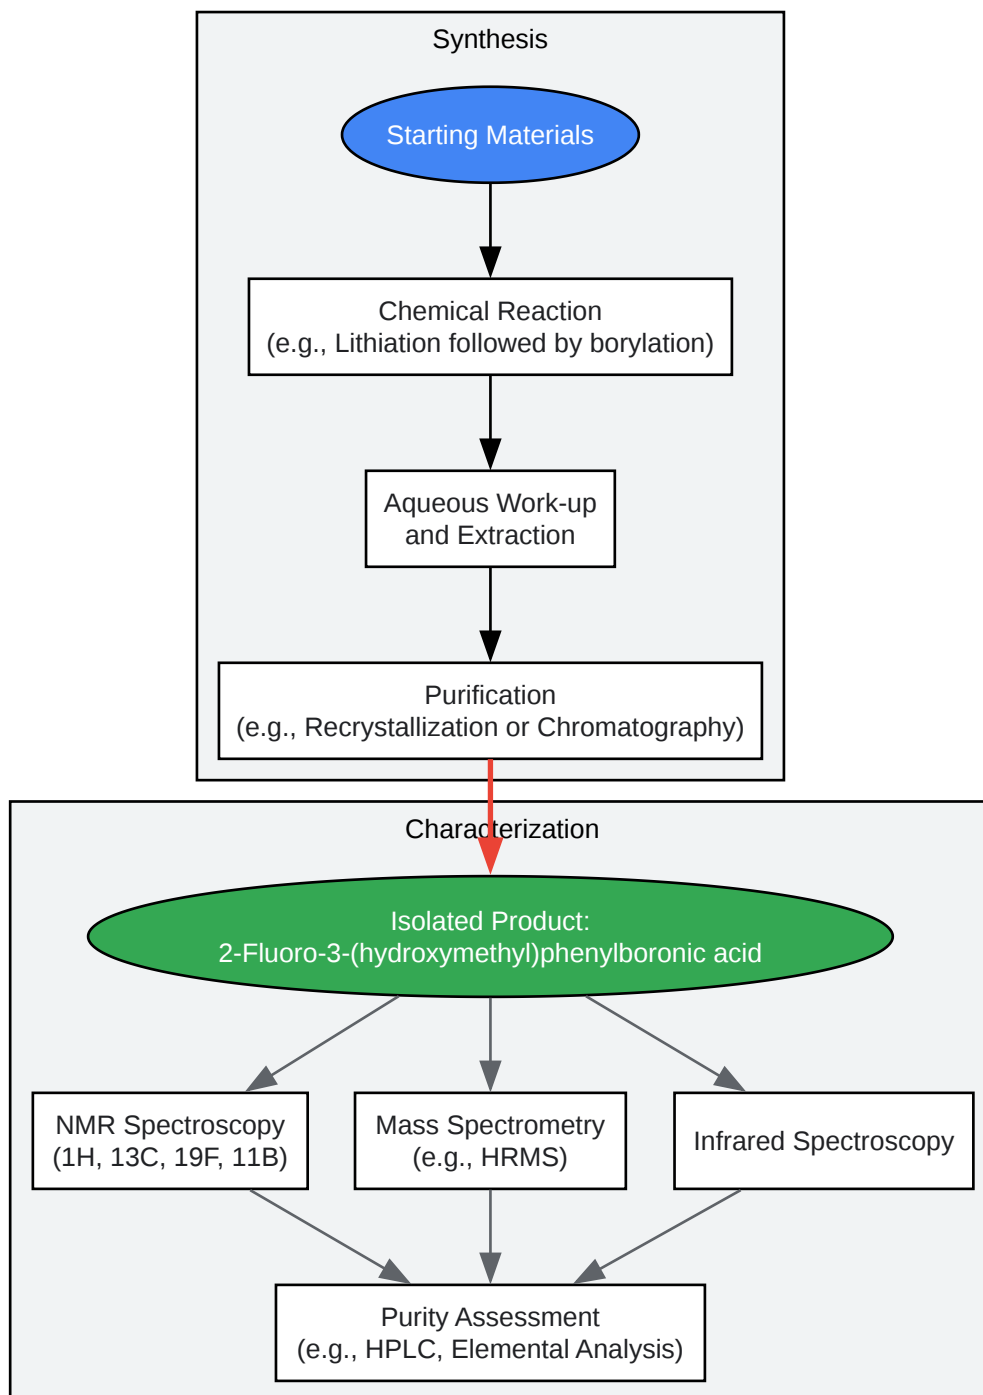 Synthesis
Starting Materials
Chemical Reaction
(e.g., Lithiation followed by borylation)
Aqueous Work-up
and Extraction
Purification
(e.g., Recrystallization or Chromatography)
Characterization
Isolated Product:
2-Fluoro-3-(hydroxymethyl)phenylboronic acid
NMR Spectroscopy
(1H, 13C, 19F, 11B)
Mass Spectrometry
(e.g., HRMS)
Infrared Spectroscopy
Purity Assessment
(e.g., HPLC, Elemental Analysis)